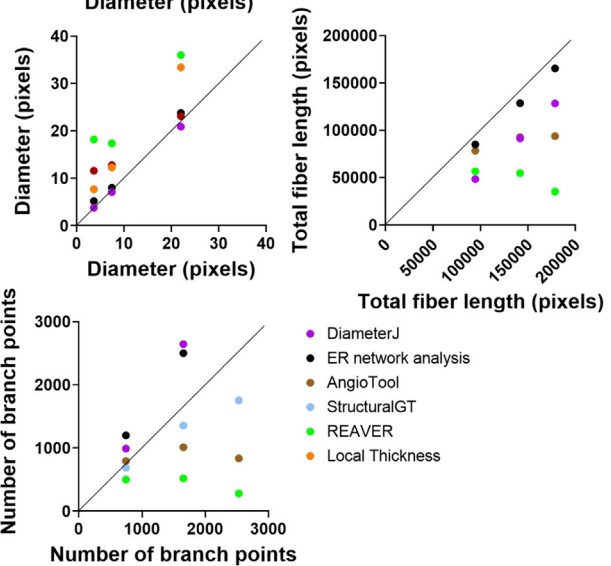 Diameter (pixels)
Diameter (pixels)
40
30
20
10
0
0 10 20 30 40
Diameter (pixels)
Total fiber length (pixels)
200000
150000
100000
50000
0
0 50000 100000 150000 200000
Total fiber length (pixels)
Number of branch points
3000
2000
1000
0
0 1000 2000 3000
Number of branch points
DiameterJ
ER network analysis
AngioTool
StructuralGT
REAVER
Local Thickness